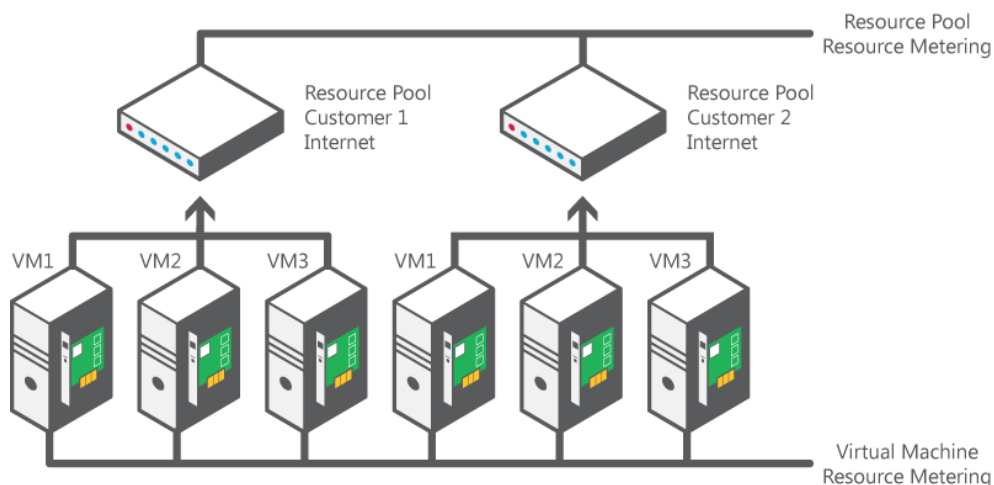 Resource Pool
Resource Metering
Resource Pool
Customer 1
Internet
Resource Pool
Customer 2
Internet
VM1
VM2
VM3
VM1
VM2
VM3
Virtual Machine
Resource Metering